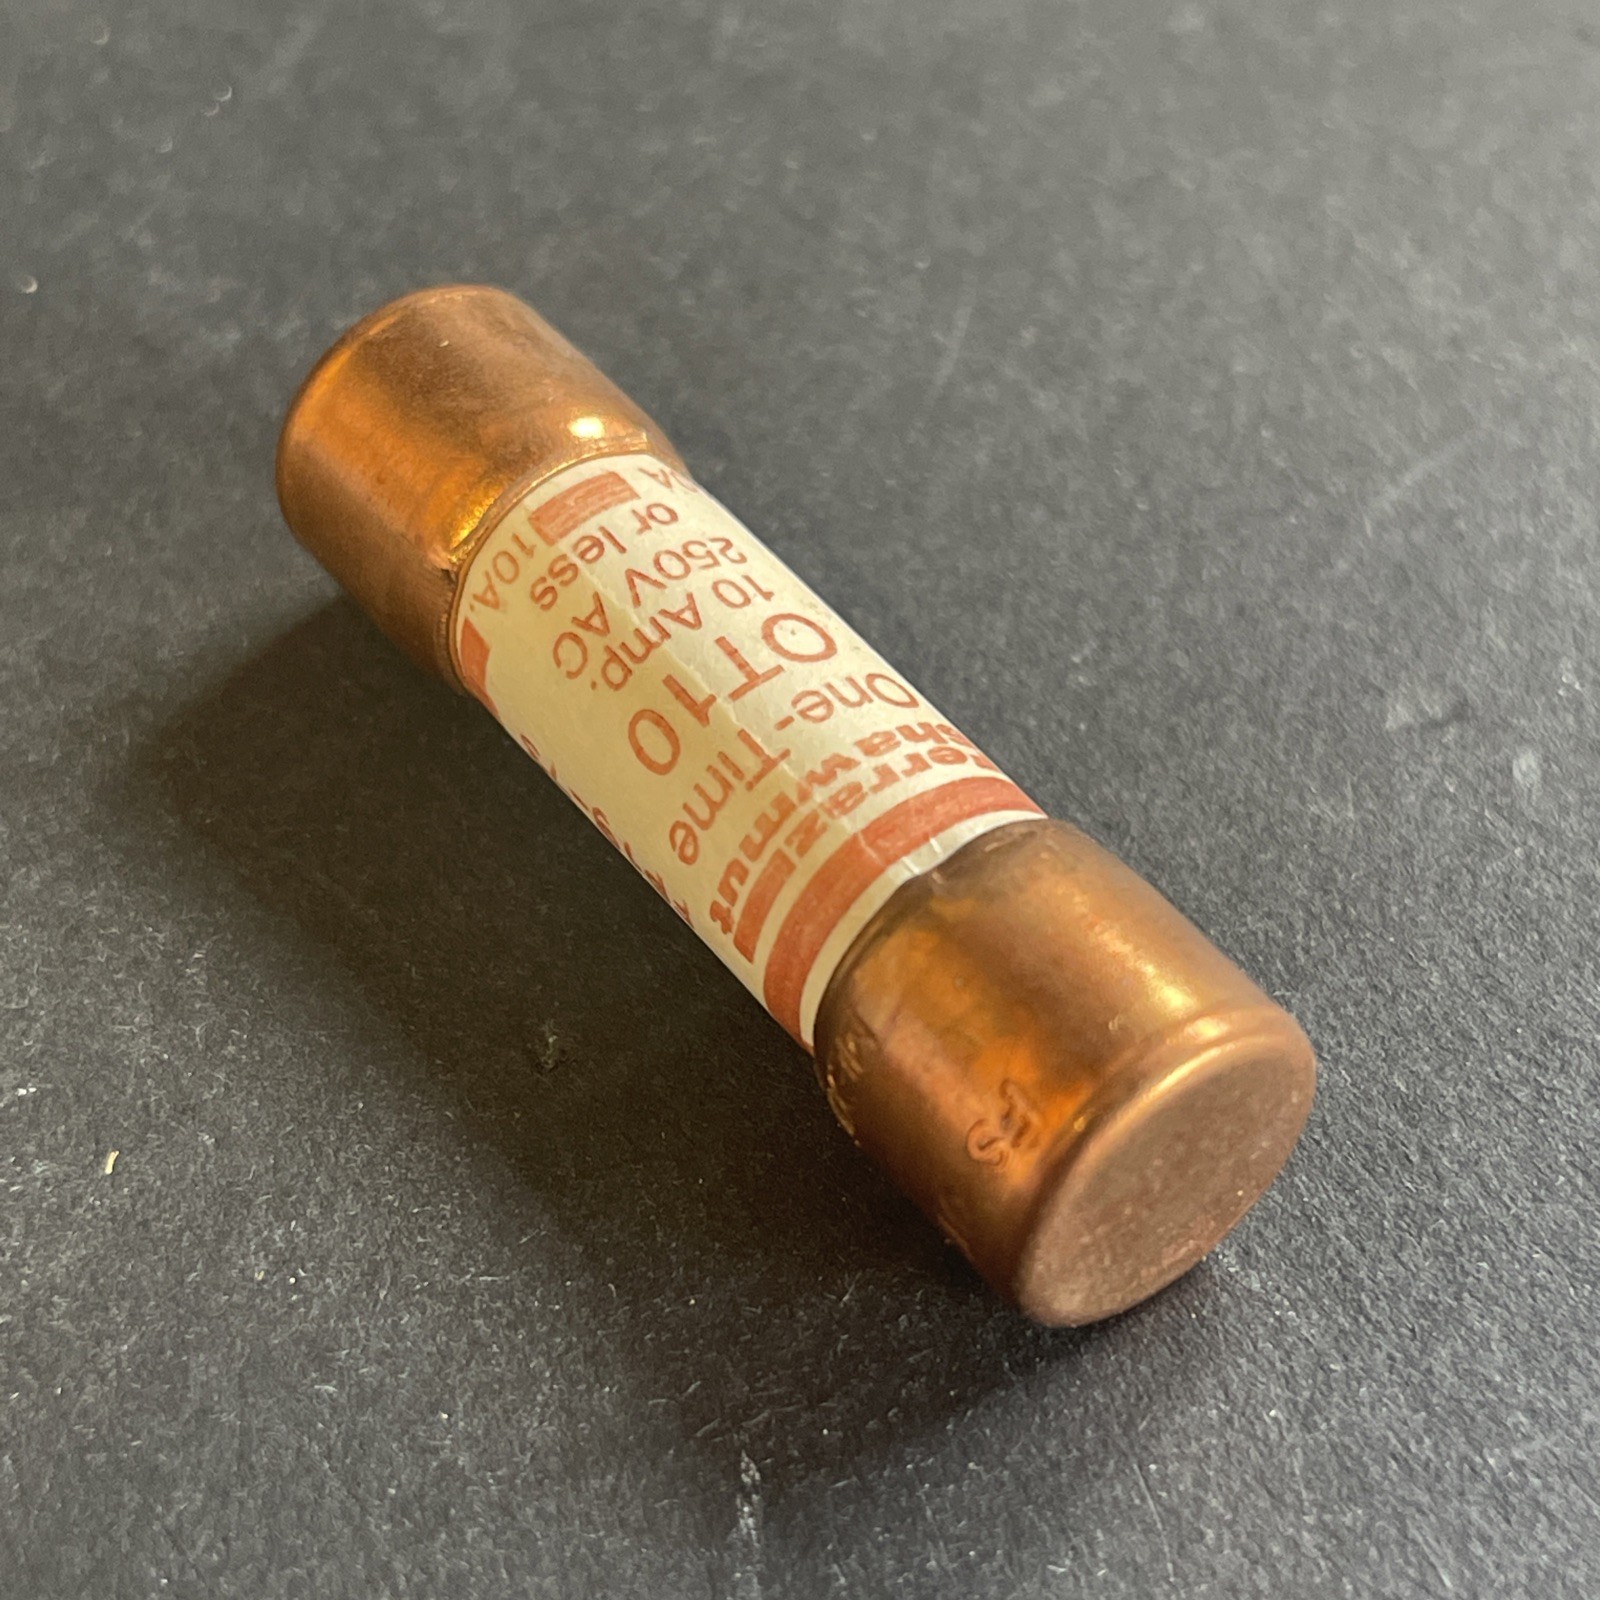 Ferraz
Shawmut
One-Time
OT10
10 Amp.
250V AC
or less
10A.